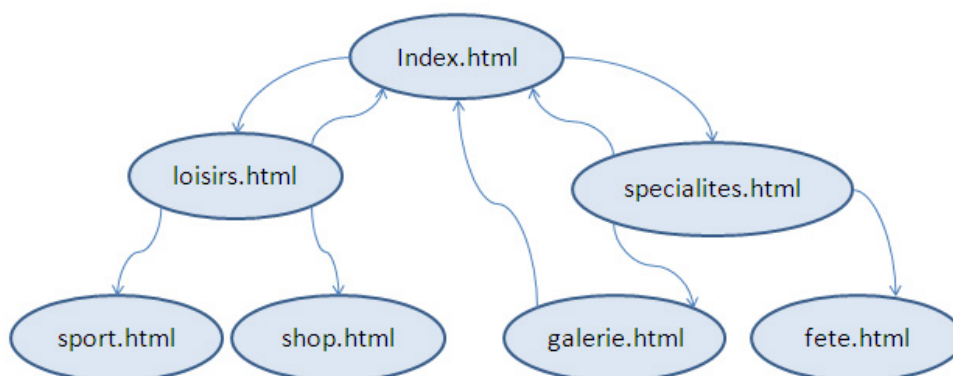 Index.html
loisirs.html
specialites.html
sport.html
shop.html
galerie.html
fete.html